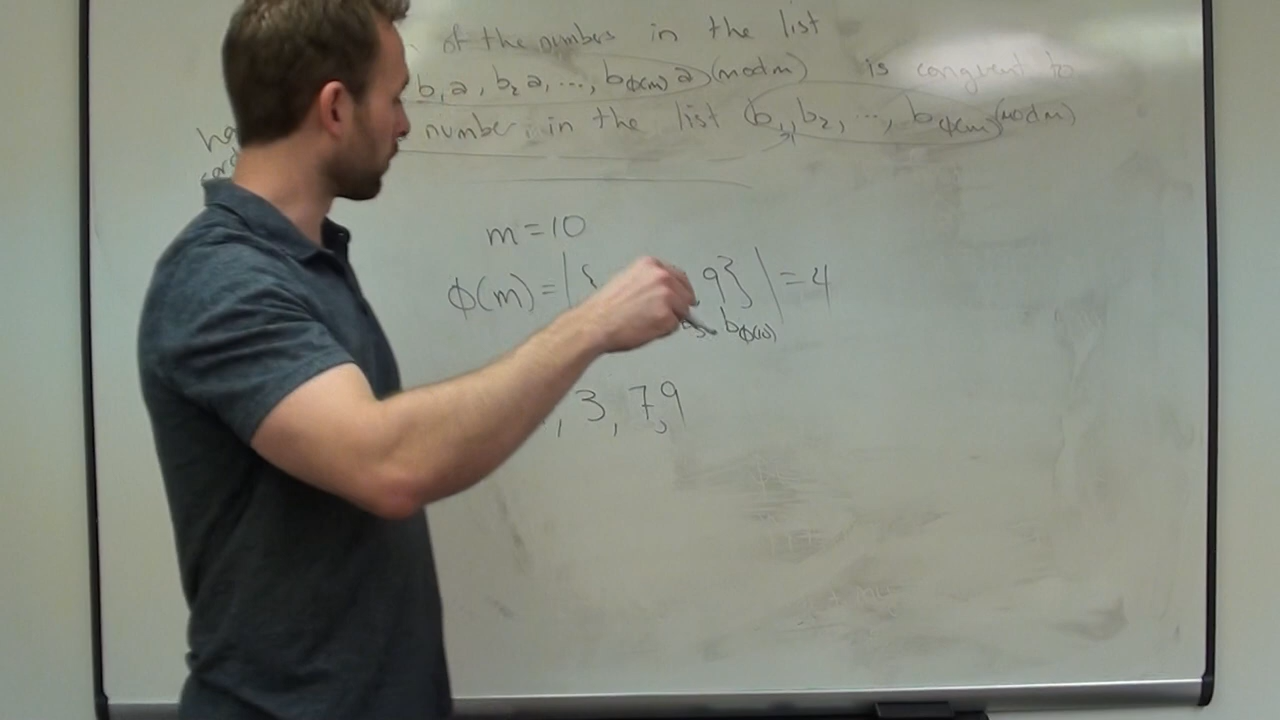 of the numbers in the list
b₁a, b₂a, ..., bφ(m)a (mod m) is congruent to
number in the list (b₁, b₂, ..., bφ(m) (mod m)
m=10
φ(m)=|{ 9}|=4
bφ(10)
, 3, 7, 9